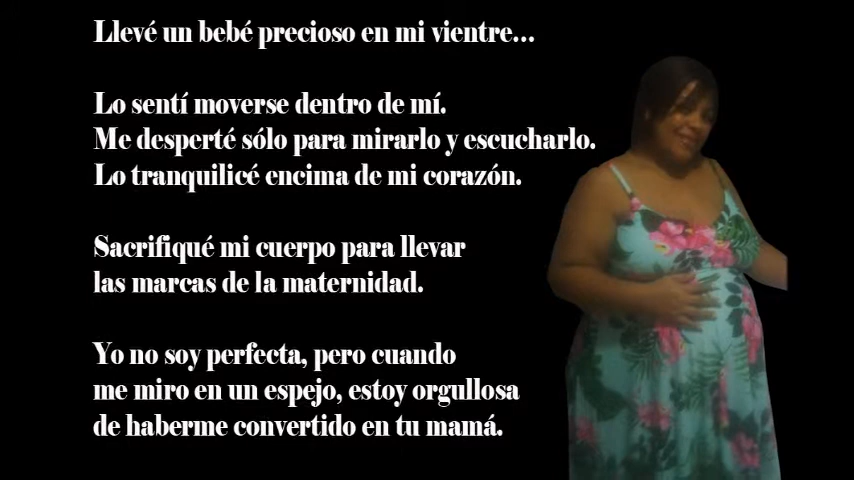 Llevé un bebé precioso en mi vientre...
Lo sentí moverse dentro de mí.
Me desperté sólo para mirarlo y escucharlo.
Lo tranquilicé encima de mi corazón.
Sacrifiqué mi cuerpo para llevar
las marcas de la maternidad.
Yo no soy perfecta, pero cuando
me miro en un espejo, estoy orgullosa
de haberme convertido en tu mamá.